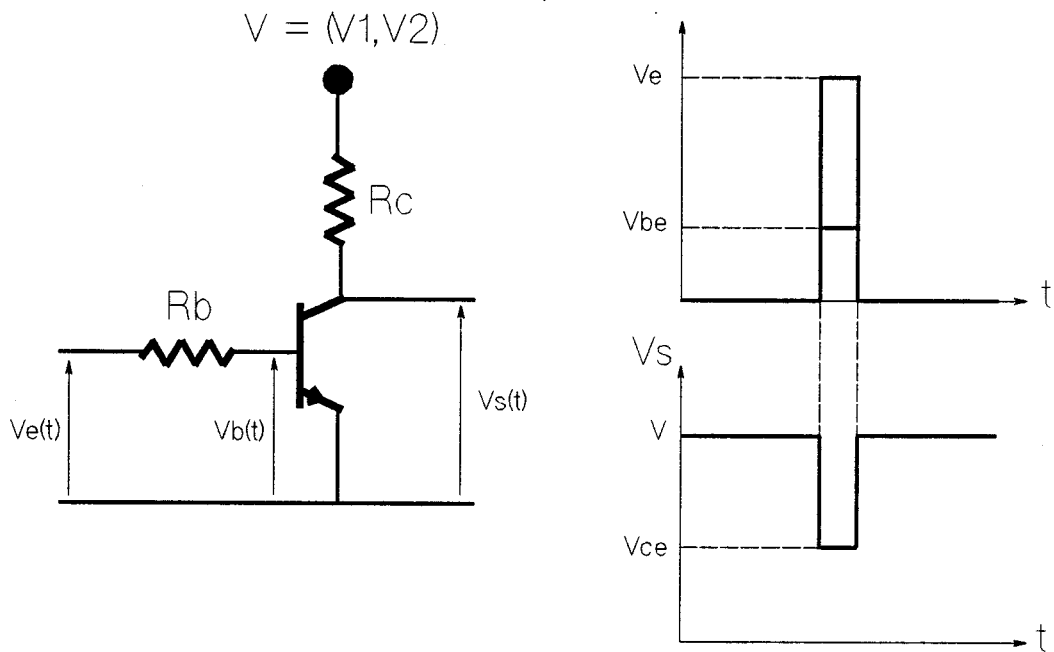 V = (V1,V2)
Rc
Rb
Ve(t)
Vb(t)
Vs(t)
Ve
Vbe
t
Vs
V
Vce
t